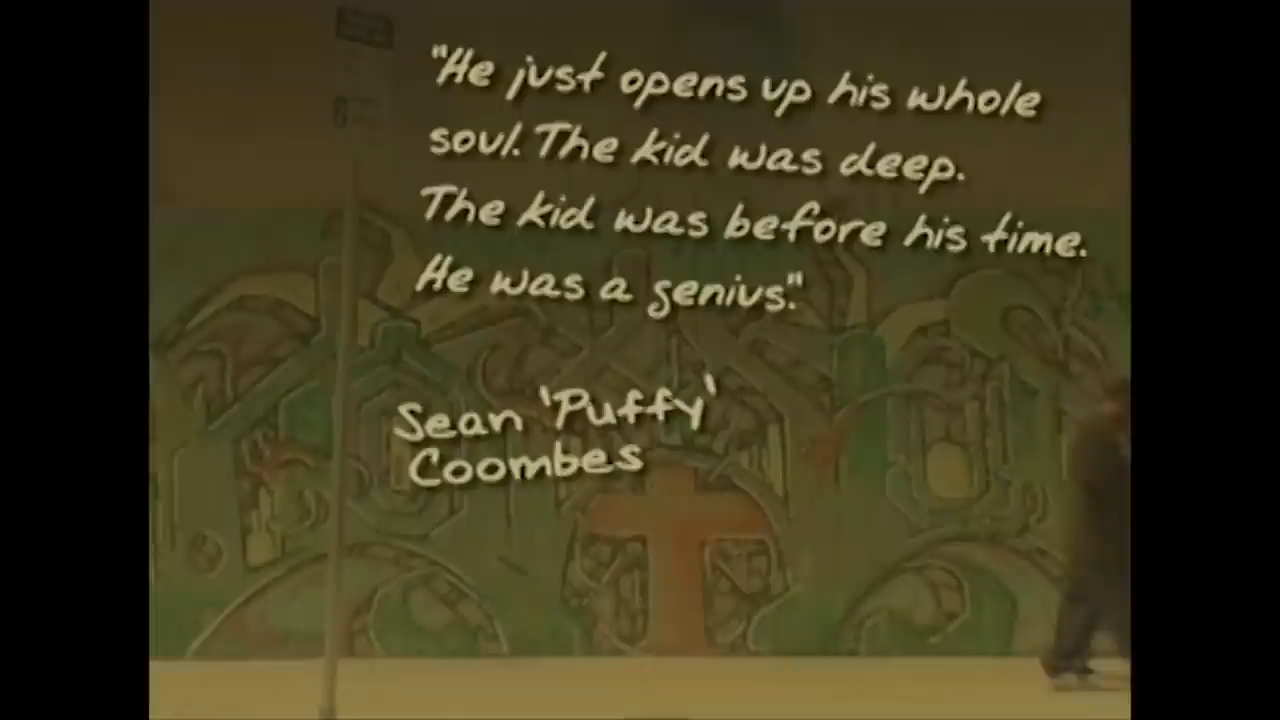 "He just opens up his whole
soul. The kid was deep.
The kid was before his time.
He was a genius."
Sean 'Puffy'
Coombes